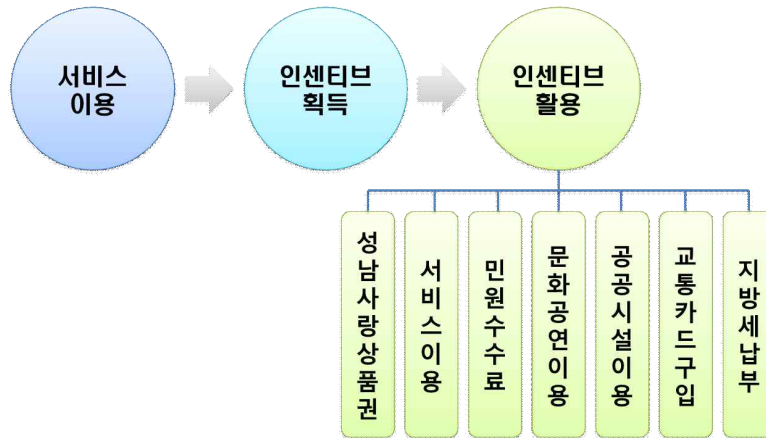 서비스
이용
인센티브
획득
인센티브
활용
성남사랑상품권
서비스이용
민원수수료
문화공연이용
공공시설이용
교통카드구입
지방세납부